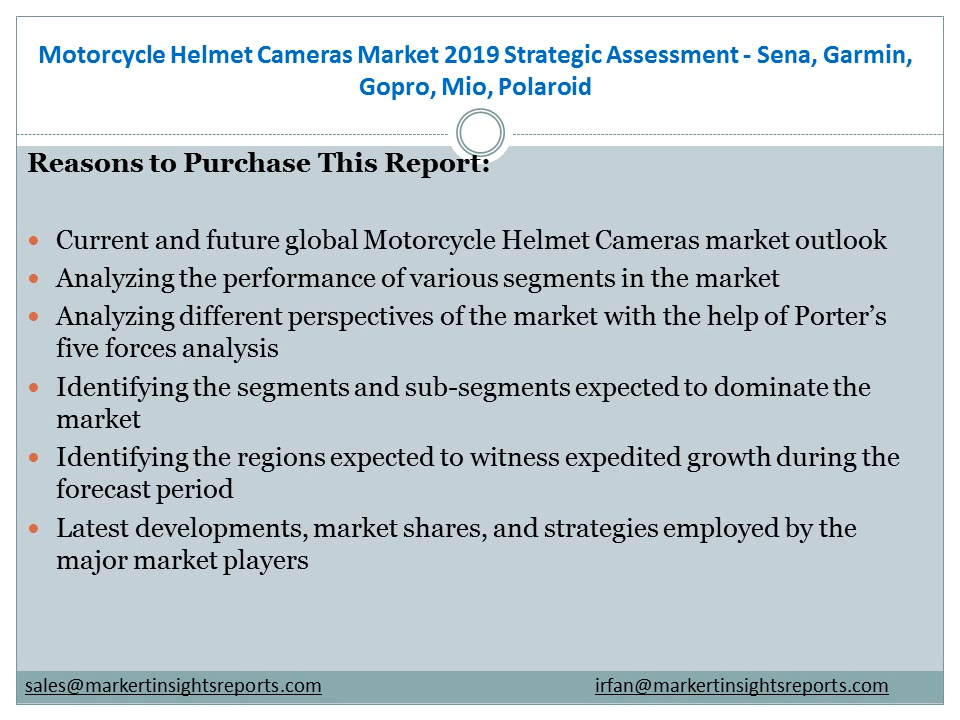 Motorcycle Helmet Cameras Market 2019 Strategic Assessment - Sena, Garmin,
Gopro, Mio, Polaroid
Reasons to Purchase This Report:
• Current and future global Motorcycle Helmet Cameras market outlook
• Analyzing the performance of various segments in the market
• Analyzing different perspectives of the market with the help of Porter’s
five forces analysis
• Identifying the segments and sub-segments expected to dominate the
market
• Identifying the regions expected to witness expedited growth during the
forecast period
• Latest developments, market shares, and strategies employed by the
major market players
sales@markertinsightsreports.com irfan@markertinsightsreports.com